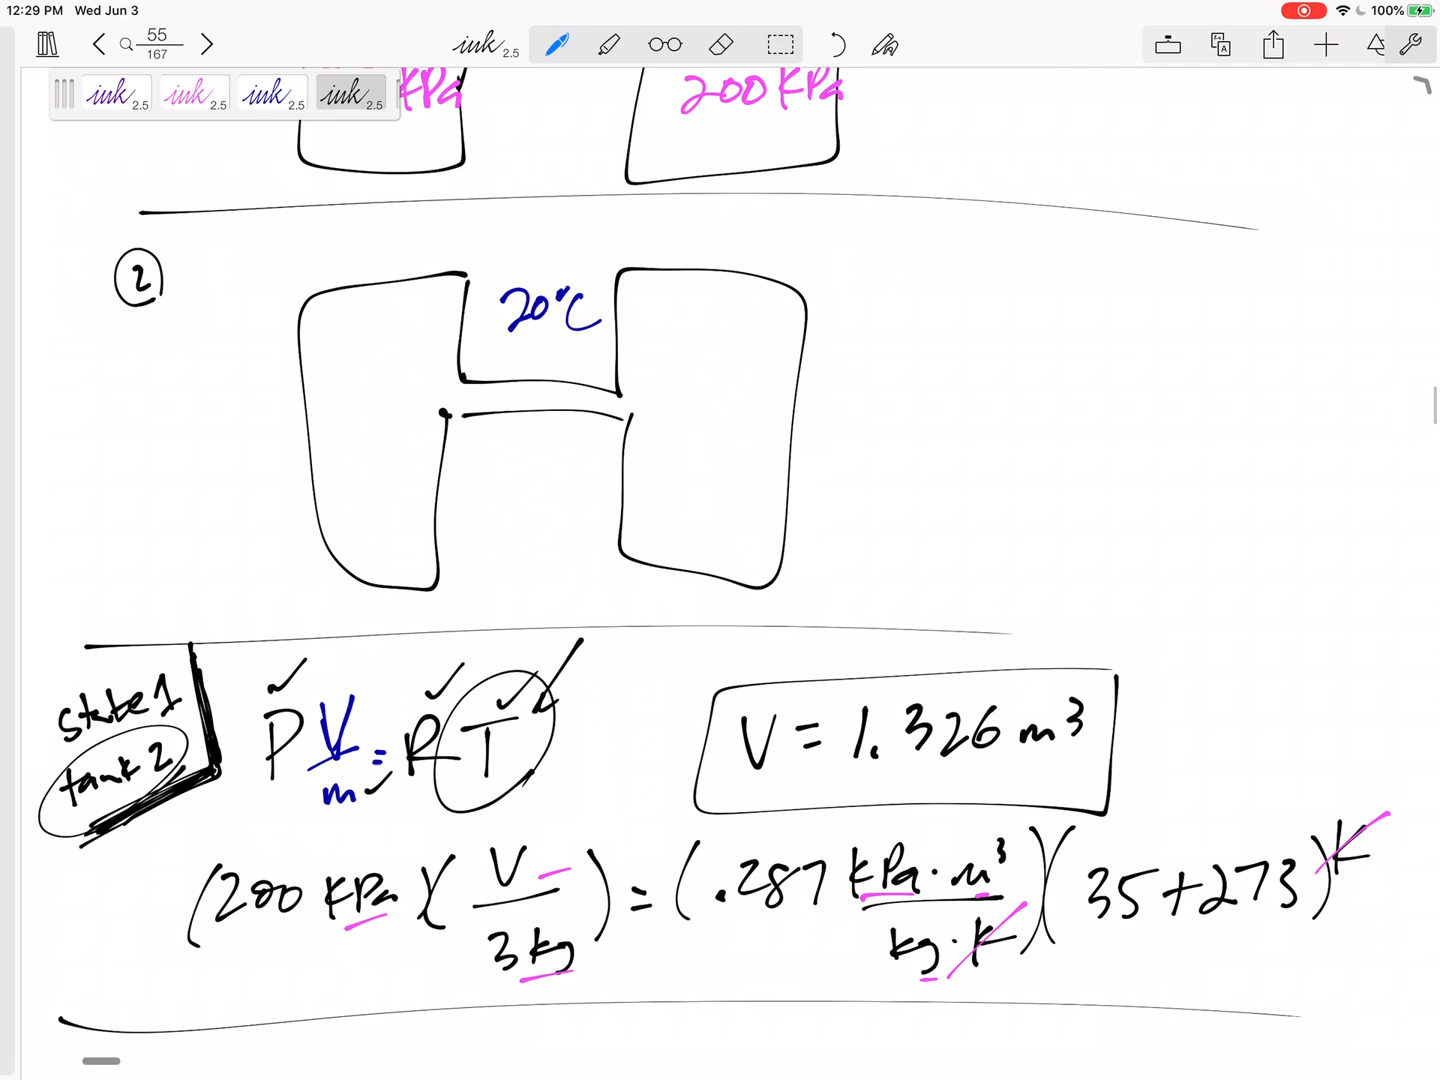 12:29 PM Wed Jun 3
100%
55
167
ink 2.5
ink 2.5 ink 2.5 ink 2.5 ink 2.5
kPa
200 kPa
2
20°C
state 1
tank 2
P V/m = RT
V = 1.326 m³
(200 kPa)(V/3 kg) = (.287 kPa·m³/kg·K)(35+273)K